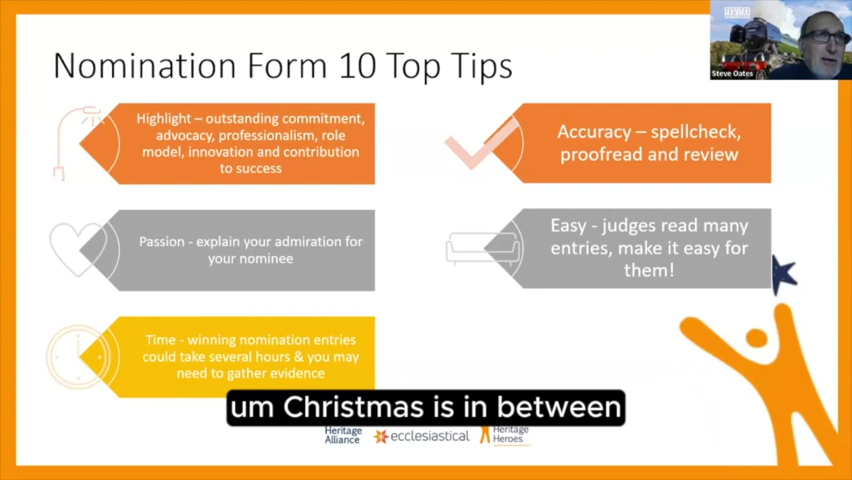 Nomination Form 10 Top Tips
Highlight – outstanding commitment,
advocacy, professionalism, role
model, innovation and contribution
to success
Passion - explain your admiration for
your nominee
Time - winning nomination entries
could take several hours & you may
need to gather evidence
Accuracy – spellcheck,
proofread and review
Easy - judges read many
entries, make it easy for
them!
um Christmas is in between
Heritage
Alliance
ecclesiastical
Heritage
Heroes
Steve Oates